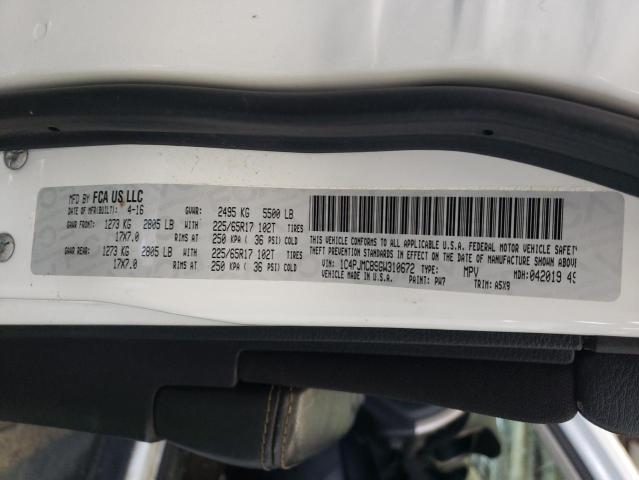 MFD BY FCA US LLC
DATE OF MFR(BUILT): 4-16 GVWR: 2495 KG 5500 LB
GAWR FRONT: 1273 KG 2805 LB WITH 225/65R17 102T TIRES
17X7.0 RIMS AT 250 KPA ( 36 PSI) COLD
GAWR REAR: 1273 KG 2805 LB WITH 225/65R17 102T TIRES
17X7.0 RIMS AT 250 KPA ( 36 PSI) COLD
THIS VEHICLE CONFORMS TO ALL APPLICABLE U.S.A. FEDERAL MOTOR VEHICLE SAFETY
THEFT PREVENTION STANDARDS IN EFFECT ON THE DATE OF MANUFACTURE SHOWN ABOVE
VIN: 1C4PJMCB9GW310672 TYPE: MPV MDH:042019 49
VEHICLE MADE IN U.S.A. PAINT: PW7 TRIM: A5X9